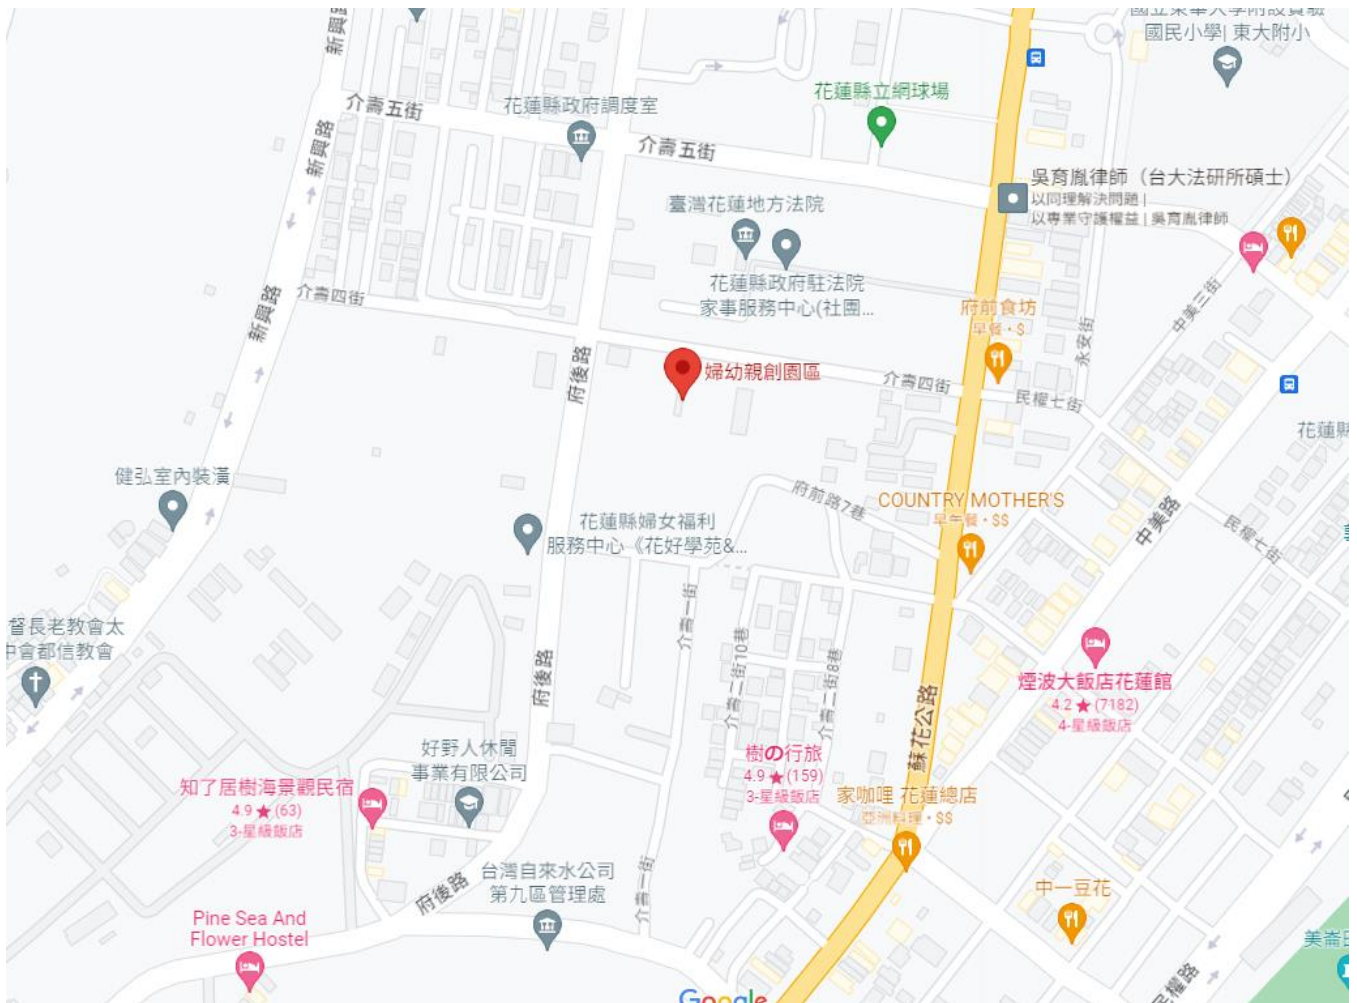 國民小學| 東大附小
新興路
介壽五街
花蓮縣政府調度室
花蓮縣立網球場
介壽五街
新興路
吳育胤律師（台大法研所碩士）
以同理解決問題 |
以專業守護權益 | 吳育胤律師
臺灣花蓮地方法院
花蓮縣政府駐法院
家事服務中心(社團...
介壽四街
新興路
府前食坊
早餐・$
中美三街
永安街
府後路
婦幼親創園區
介壽四街
民權七街
花蓮縣
健弘室內裝潢
府前路7巷
COUNTRY MOTHER'S
早午餐・$$
中美路
民權七街
花蓮縣婦女福利
服務中心《花好學苑&...
介壽一街
督長老教會太
中會都信教會
介壽二街10巷
介壽二街8巷
府後路
煙波大飯店花蓮館
4.2 ★ (7182)
4-星級飯店
蘇花公路
好野人休閒
事業有限公司
樹の行旅
4.9 ★ (159)
3-星級飯店
知了居樹海景觀民宿
4.9 ★ (63)
3-星級飯店
家咖哩 花蓮總店
亞洲料理・$$
台灣自來水公司
第九區管理處
介壽一街
府後路
中一豆花
Pine Sea And
Flower Hostel
美崙
民權路
Google